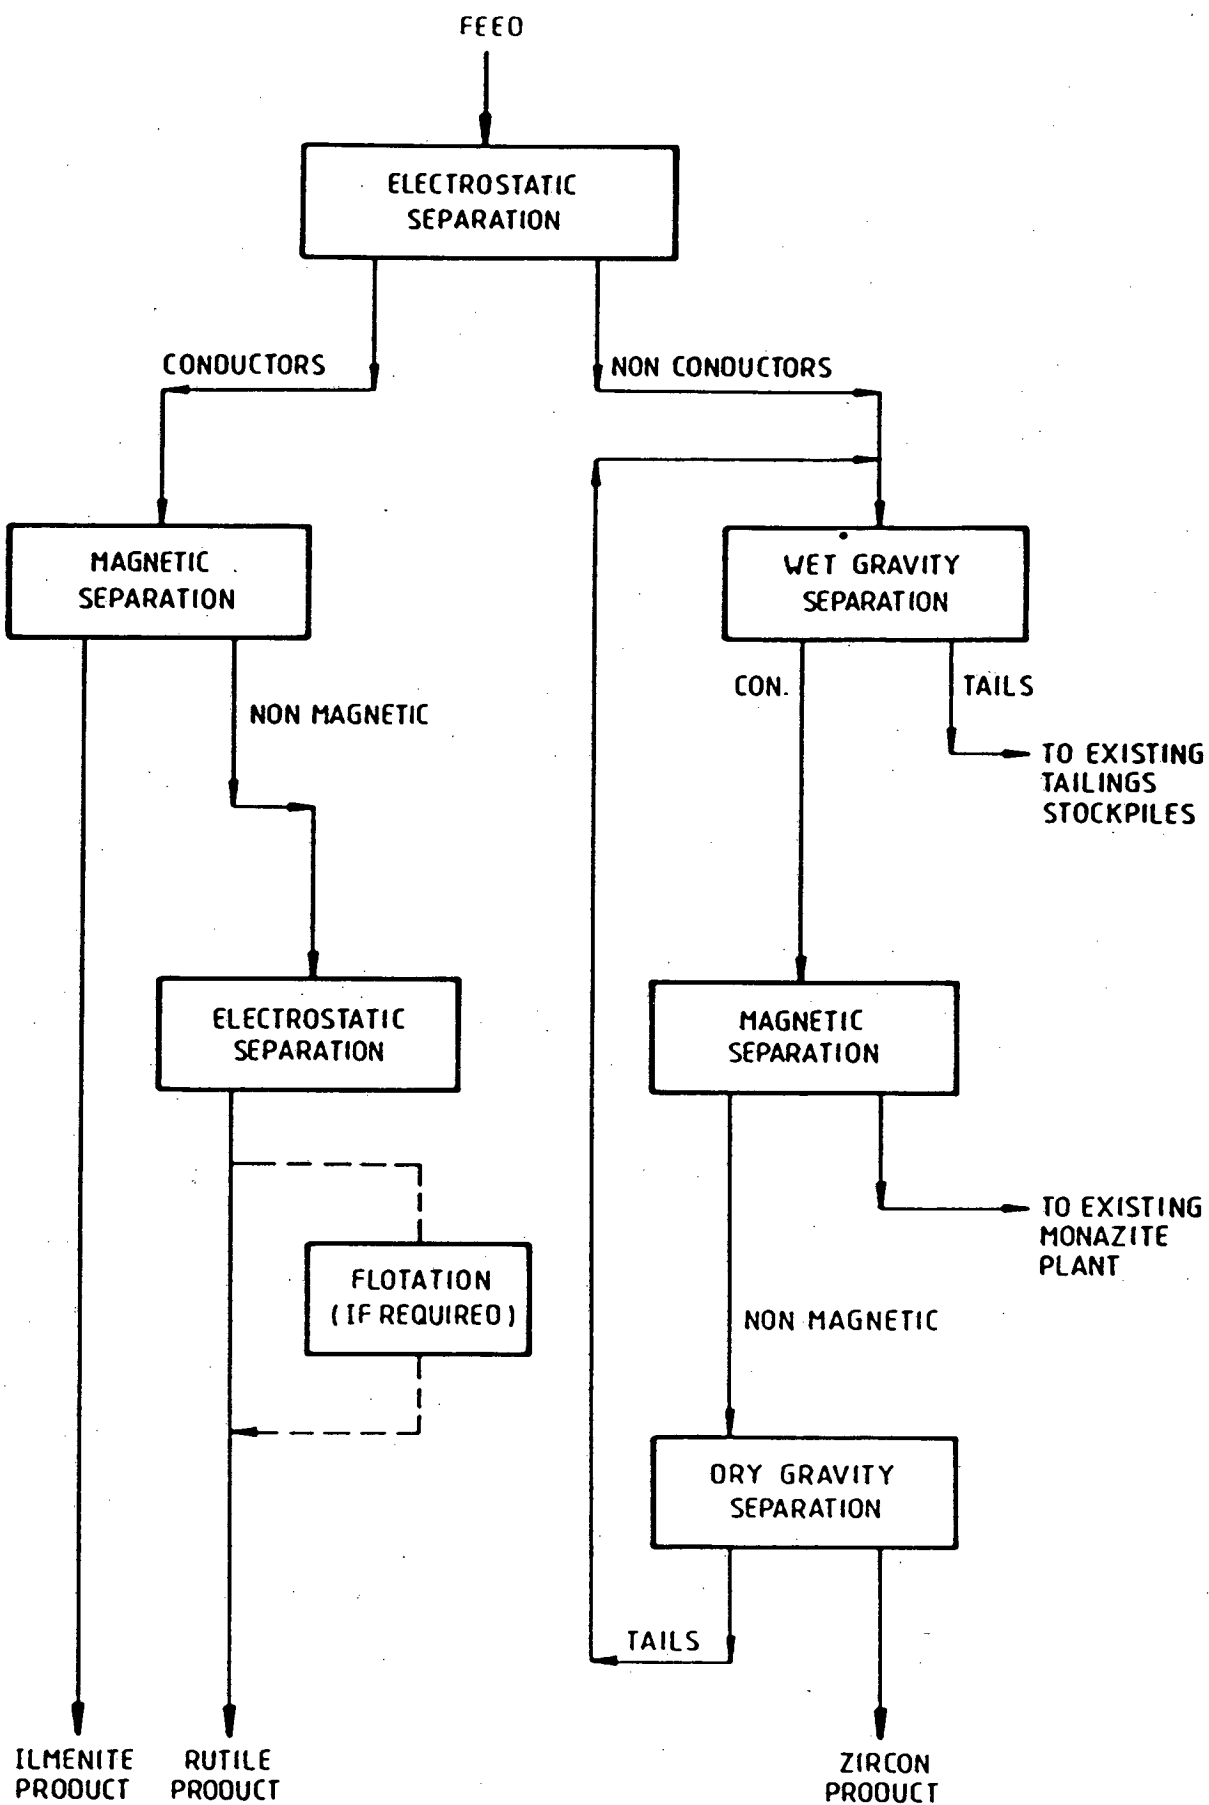 FEED
ELECTROSTATIC
SEPARATION
CONDUCTORS
NON CONDUCTORS
MAGNETIC
SEPARATION
WET GRAVITY
SEPARATION
NON MAGNETIC
CON.
TAILS
TO EXISTING
TAILINGS
STOCKPILES
ELECTROSTATIC
SEPARATION
MAGNETIC
SEPARATION
FLOTATION
(IF REQUIRED)
TO EXISTING
MONAZITE
PLANT
NON MAGNETIC
DRY GRAVITY
SEPARATION
TAILS
ILMENITE
PRODUCT
RUTILE
PRODUCT
ZIRCON
PRODUCT